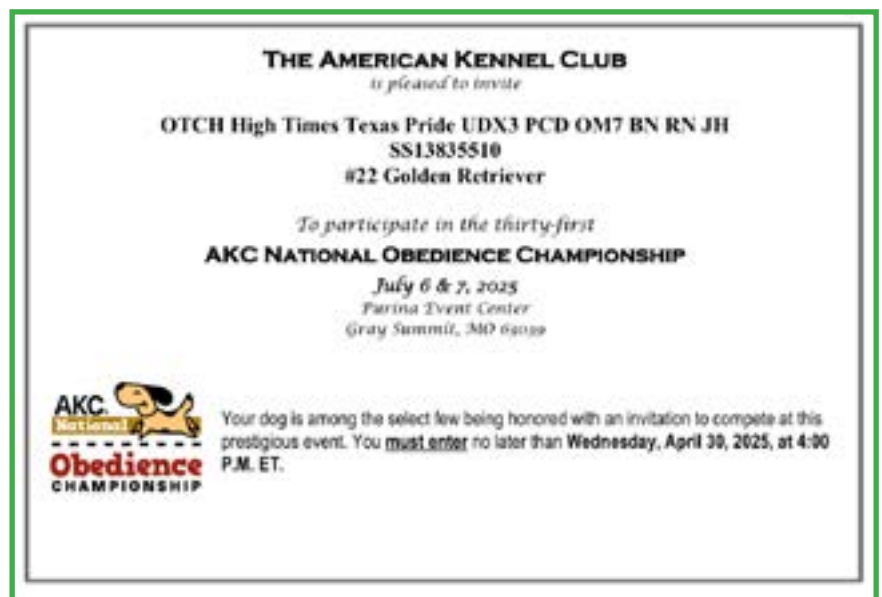 THE AMERICAN KENNEL CLUB
is pleased to invite
OTCH High Times Texas Pride UDX3 PCD OM7 BN RN JH
SS13835510
#22 Golden Retriever
To participate in the thirty-first
AKC NATIONAL OBEDIENCE CHAMPIONSHIP
July 6 & 7, 2025
Purina Event Center
Gray Summit, MO 63039
AKC
National
Obedience
CHAMPIONSHIP
Your dog is among the select few being honored with an invitation to compete at this
prestigious event. You must enter no later than Wednesday, April 30, 2025, at 4:00
P.M. ET.